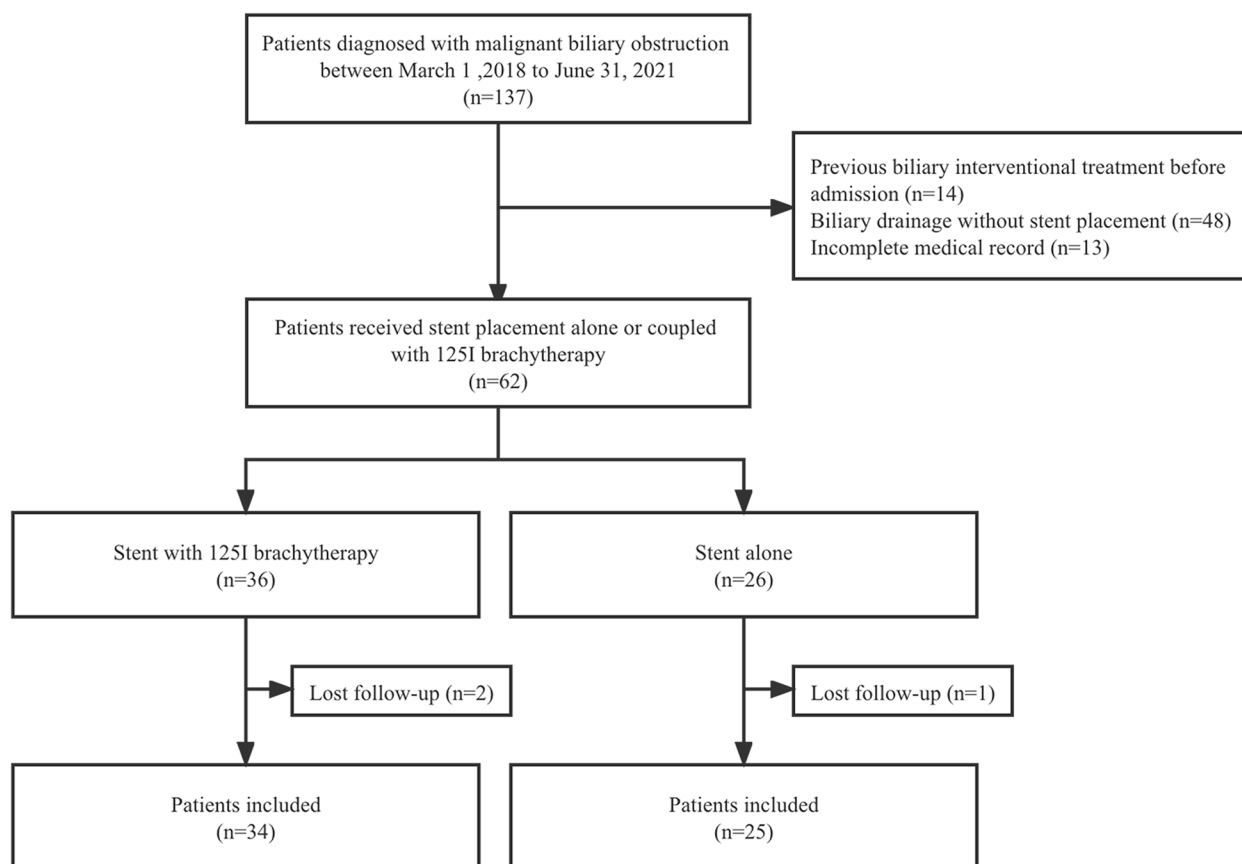 Patients diagnosed with malignant biliary obstruction
between March 1 ,2018 to June 31, 2021
(n=137)
Previous biliary interventional treatment before
admission (n=14)
Biliary drainage without stent placement (n=48)
Incomplete medical record (n=13)
Patients received stent placement alone or coupled
with 125I brachytherapy
(n=62)
Stent with 125I brachytherapy
(n=36)
Stent alone
(n=26)
Lost follow-up (n=2)
Lost follow-up (n=1)
Patients included
(n=34)
Patients included
(n=25)